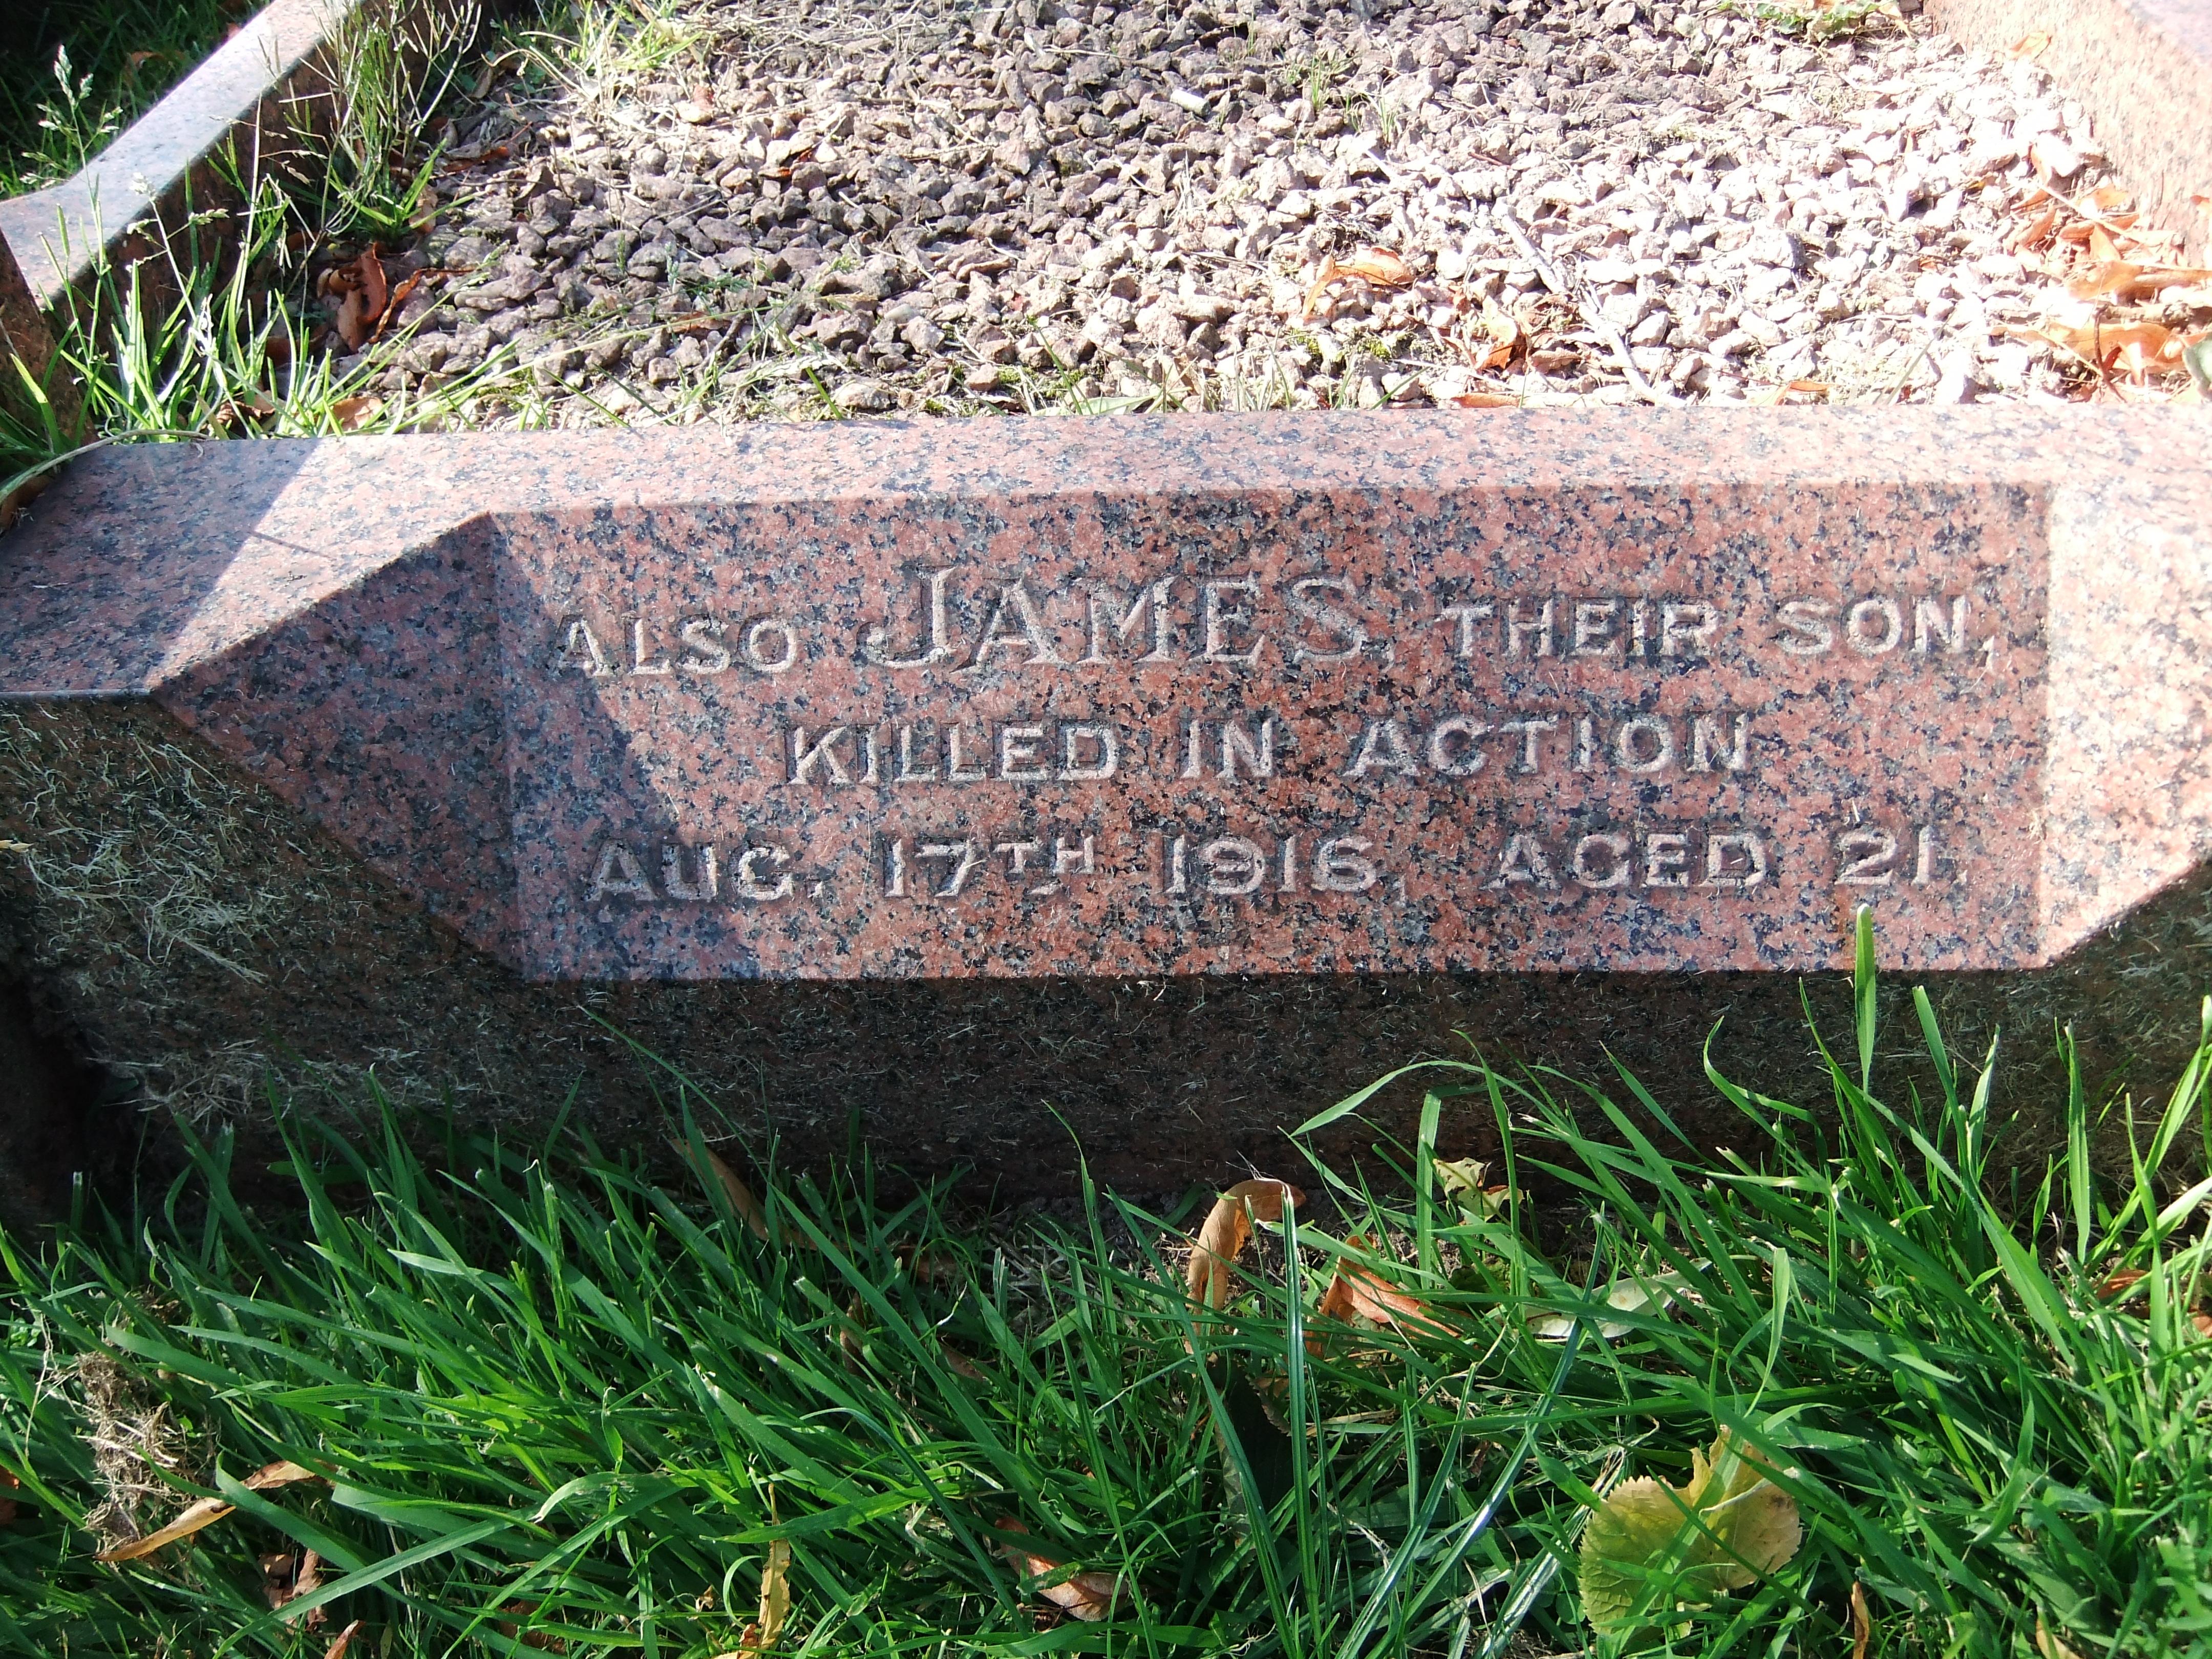 ALSO JAMES, THEIR SON,
KILLED IN ACTION
AUG. 17TH 1916, AGED 21.